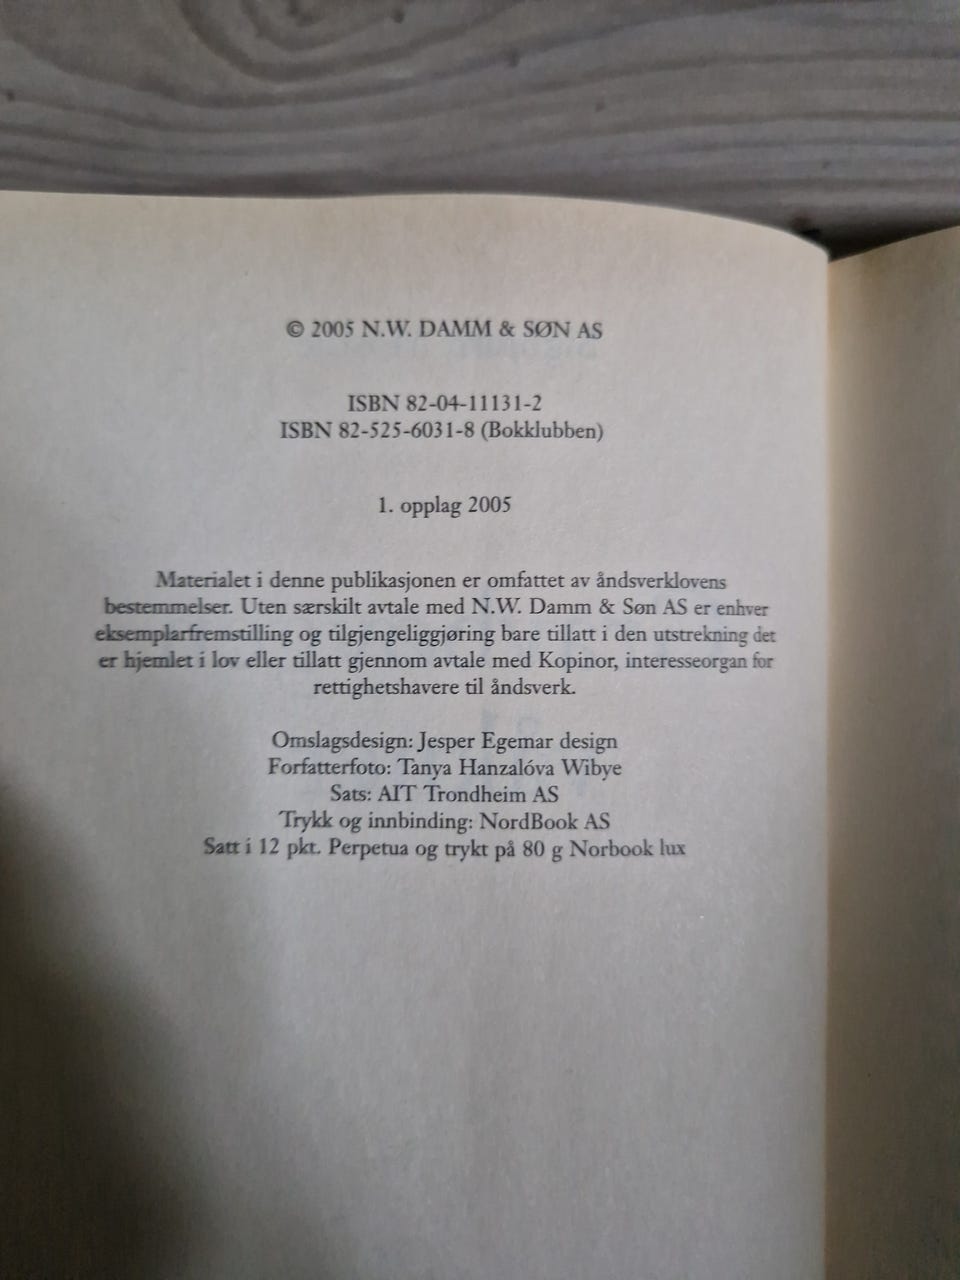 © 2005 N.W. DAMM & SØN AS
ISBN 82-04-11131-2
ISBN 82-525-6031-8 (Bokklubben)
1. opplag 2005
Materialet i denne publikasjonen er omfattet av åndsverklovens
bestemmelser. Uten særskilt avtale med N.W. Damm & Søn AS er enhver
eksemplarfremstilling og tilgjengeliggjøring bare tillatt i den utstrekning det
er hjemlet i lov eller tillatt gjennom avtale med Kopinor, interesseorgan for
rettighetshavere til åndsverk.
Omslagsdesign: Jesper Egemar design
Forfatterfoto: Tanya Hanzalóva Wibye
Sats: AIT Trondheim AS
Trykk og innbinding: NordBook AS
Satt i 12 pkt. Perpetua og trykt på 80 g Norbook lux